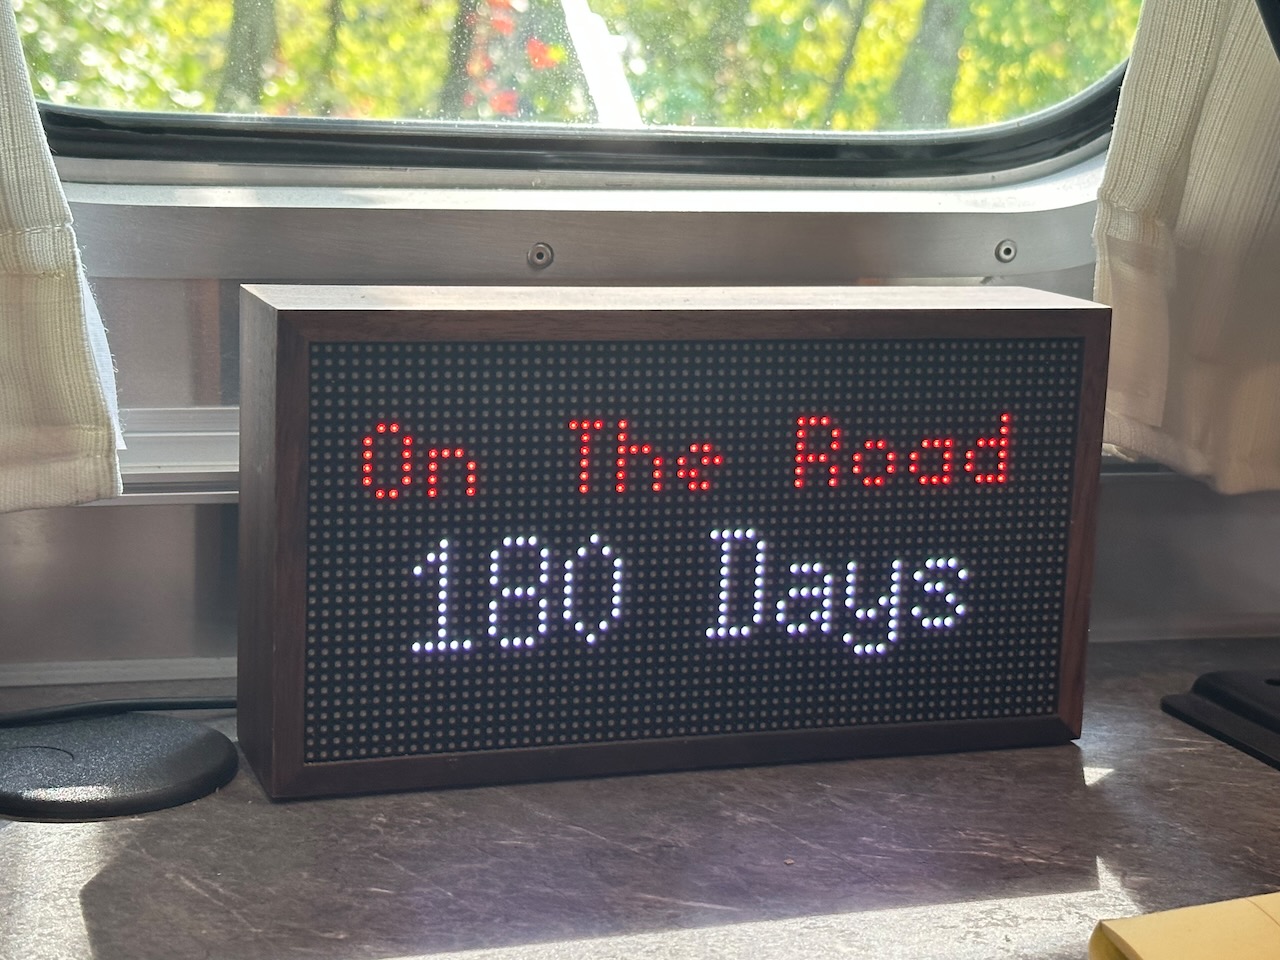 On The Road
180 Days